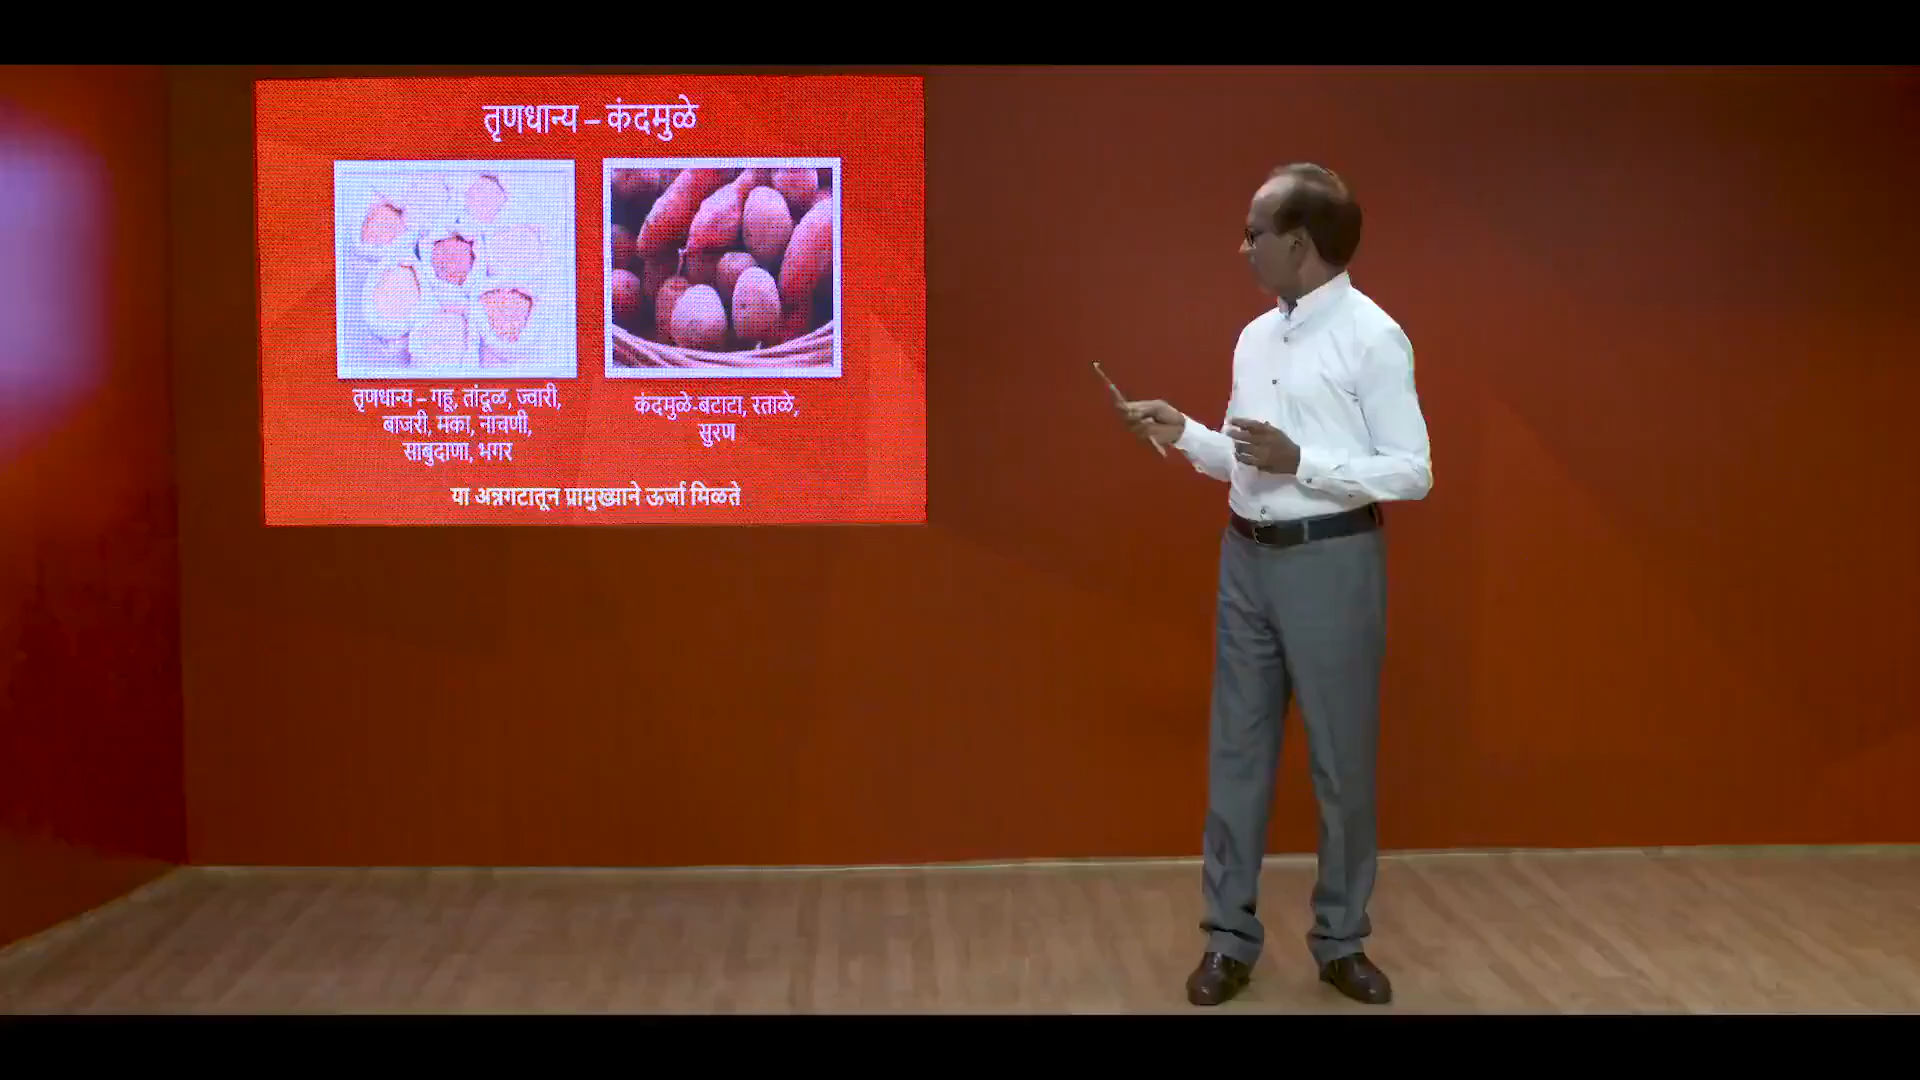 तृणधान्य – कंदमुळे
तृणधान्य – गहू, तांदूळ, ज्वारी,
बाजरी, मका, नाचणी,
साबुदाणा, भगर
कंदमुळे-बटाटा, रताळे,
सुरण
या अन्नगटातून प्रामुख्याने ऊर्जा मिळते